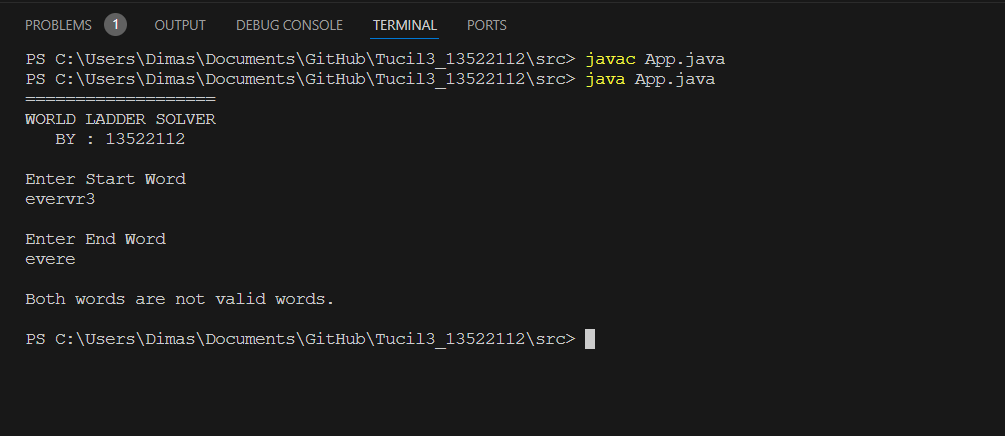 PROBLEMS 1 OUTPUT DEBUG CONSOLE TERMINAL PORTS
PS C:\Users\Dimas\Documents\GitHub\Tucil3_13522112\src> javac App.java
PS C:\Users\Dimas\Documents\GitHub\Tucil3_13522112\src> java App.java
===================
WORLD LADDER SOLVER
BY : 13522112
Enter Start Word
evervr3
Enter End Word
evere
Both words are not valid words.
PS C:\Users\Dimas\Documents\GitHub\Tucil3_13522112\src>